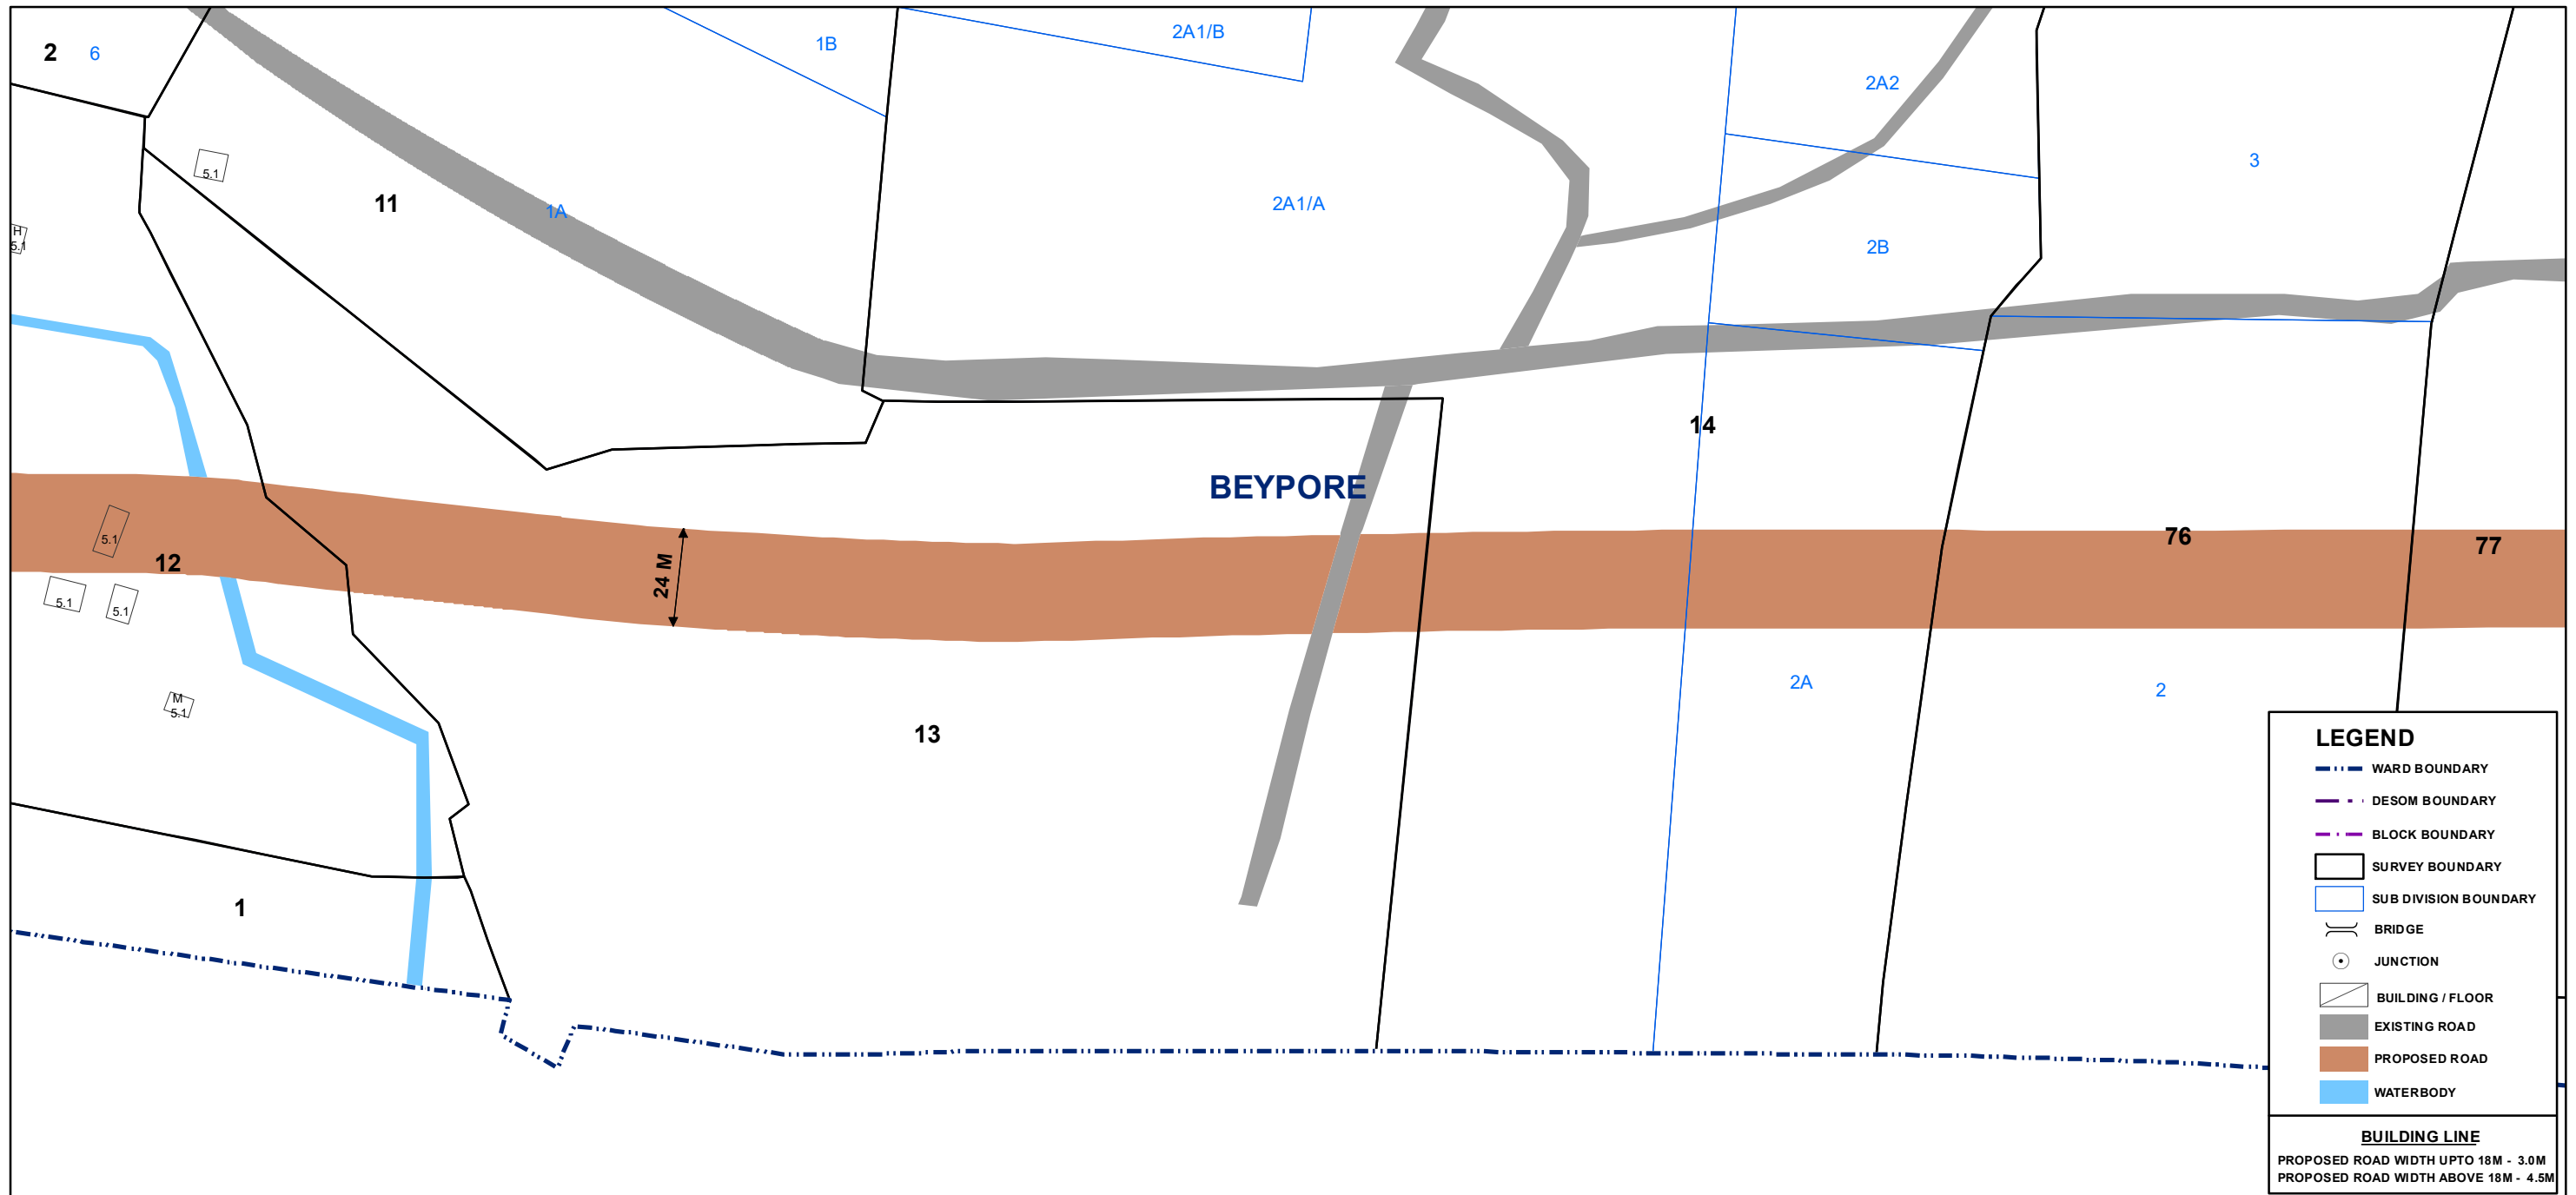 2 6
1B
2A1/B
2A2
3
5.1
11
1A
2A1/A
H
5.1
2B
14
BEYPORE
5.1
12
24 M
76
77
5.1
5.1
M
5.1
13
2A
2
1
LEGEND
WARD BOUNDARY
DESOM BOUNDARY
BLOCK BOUNDARY
SURVEY BOUNDARY
SUB DIVISION BOUNDARY
BRIDGE
JUNCTION
BUILDING / FLOOR
EXISTING ROAD
PROPOSED ROAD
WATERBODY
BUILDING LINE
PROPOSED ROAD WIDTH UPTO 18M - 3.0M
PROPOSED ROAD WIDTH ABOVE 18M - 4.5M